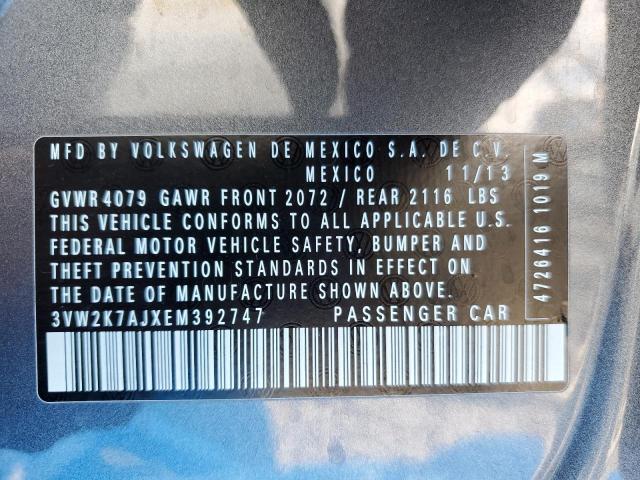 MFD BY VOLKSWAGEN DE MEXICO S.A. DE C.V.
MEXICO 11/13
GVWR4079 GAWR FRONT 2072 / REAR 2116 LBS
THIS VEHICLE CONFORMS TO ALL APPLICABLE U.S.
FEDERAL MOTOR VEHICLE SAFETY, BUMPER AND
THEFT PREVENTION STANDARDS IN EFFECT ON
THE DATE OF MANUFACTURE SHOWN ABOVE.
3VW2K7AJXEM392747 PASSENGER CAR
4726416 1019 M